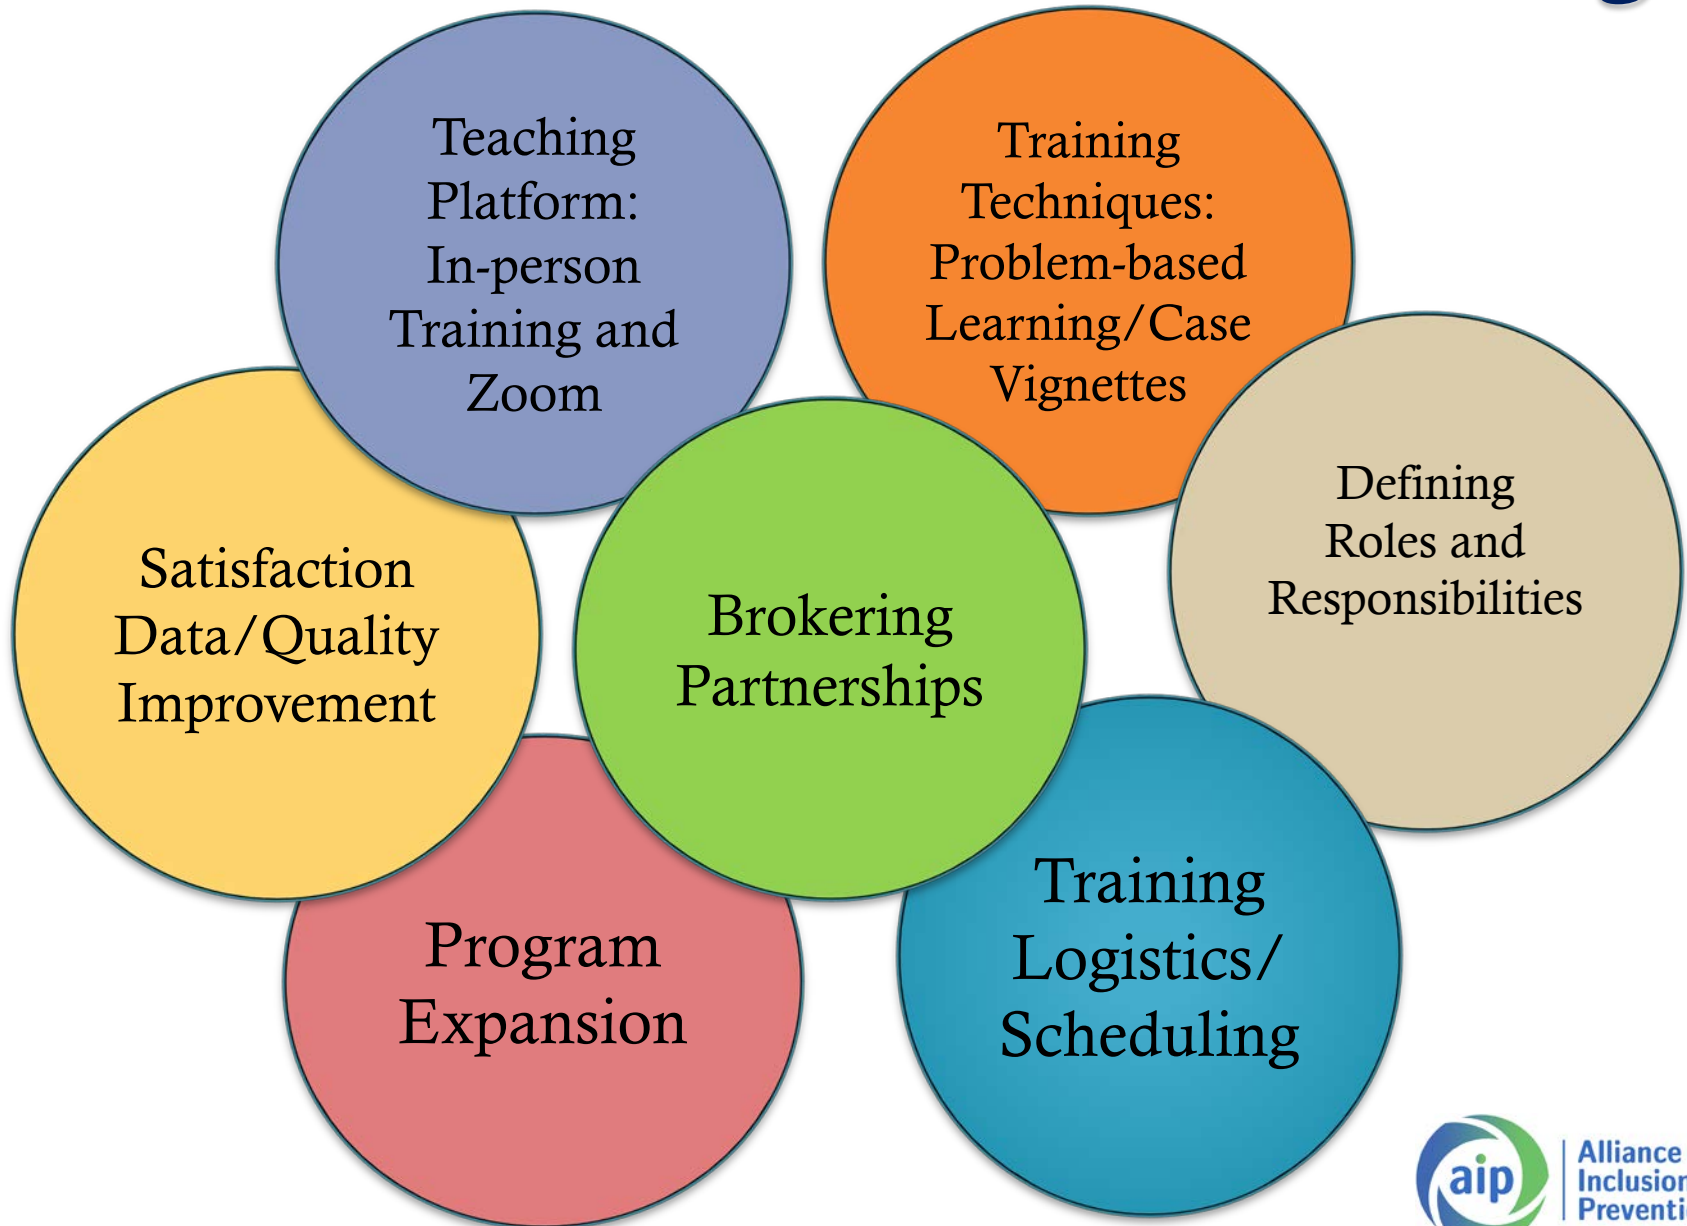 Teaching
Platform:
In-person
Training and
Zoom
Training
Techniques:
Problem-based
Learning/Case
Vignettes
Defining
Roles and
Responsibilities
Satisfaction
Data/Quality
Improvement
Brokering
Partnerships
Program
Expansion
Training
Logistics/
Scheduling
aip
Alliance
Inclusion
Preventi